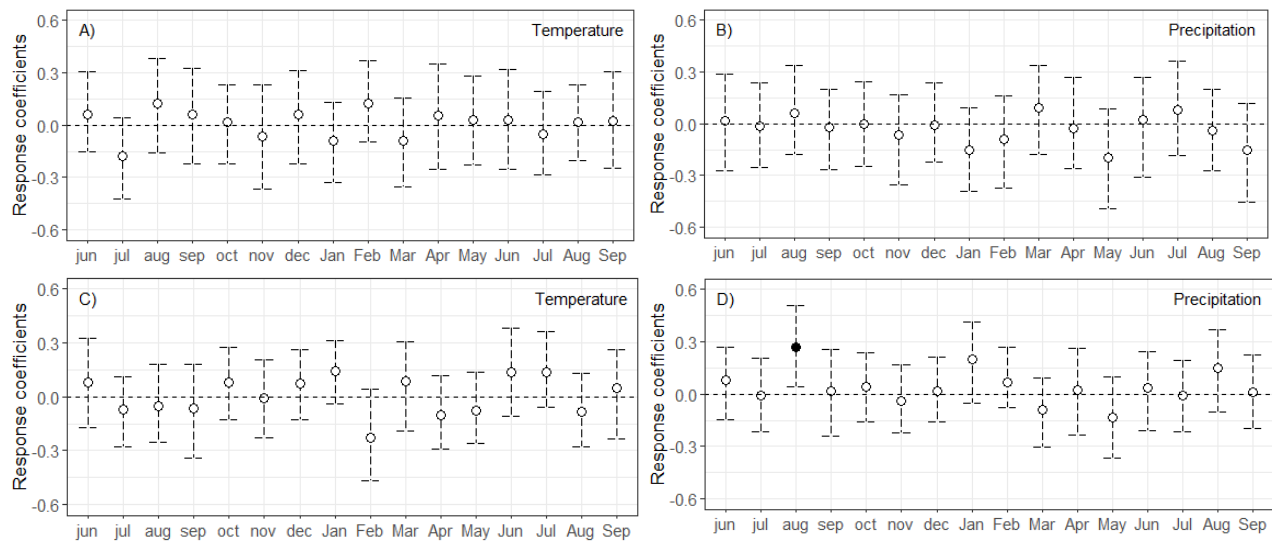 A) Temperature
Response coefficients
0.6
0.3
0.0
-0.3
-0.6
jun jul aug sep oct nov dec Jan Feb Mar Apr May Jun Jul Aug Sep
B) Precipitation
Response coefficients
0.6
0.3
0.0
-0.3
-0.6
jun jul aug sep oct nov dec Jan Feb Mar Apr May Jun Jul Aug Sep
C) Temperature
Response coefficients
0.6
0.3
0.0
-0.3
-0.6
jun jul aug sep oct nov dec Jan Feb Mar Apr May Jun Jul Aug Sep
D) Precipitation
Response coefficients
0.6
0.3
0.0
-0.3
-0.6
jun jul aug sep oct nov dec Jan Feb Mar Apr May Jun Jul Aug Sep